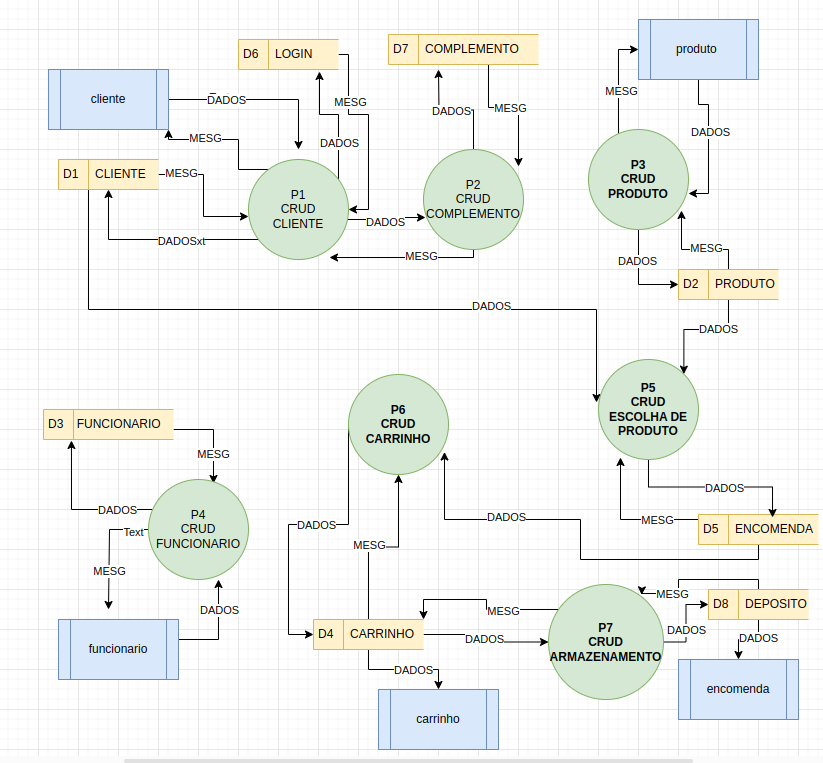 D6 LOGIN
D7 COMPLEMENTO
produto
cliente
DADOS
MESG
DADOS
MESG
MESG
DADOS
MESG
DADOS
D1 CLIENTE
MESG
P1
CRUD
CLIENTE
P2
CRUD
COMPLEMENTO
P3
CRUD
PRODUTO
DADOS
DADOSxt
MESG
MESG
DADOS
D2 PRODUTO
DADOS
DADOS
P5
CRUD
ESCOLHA DE
PRODUTO
P6
CRUD
CARRINHO
D3 FUNCIONARIO
MESG
DADOS
DADOS
P4
CRUD
FUNCIONARIO
Text
DADOS
DADOS
MESG
D5 ENCOMENDA
MESG
MESG
DADOS
funcionario
D4 CARRINHO
MESG
DADOS
P7
CRUD
ARMAZENAMENTO
MESG
D8 DEPOSITO
DADOS
DADOS
DADOS
encomenda
carrinho